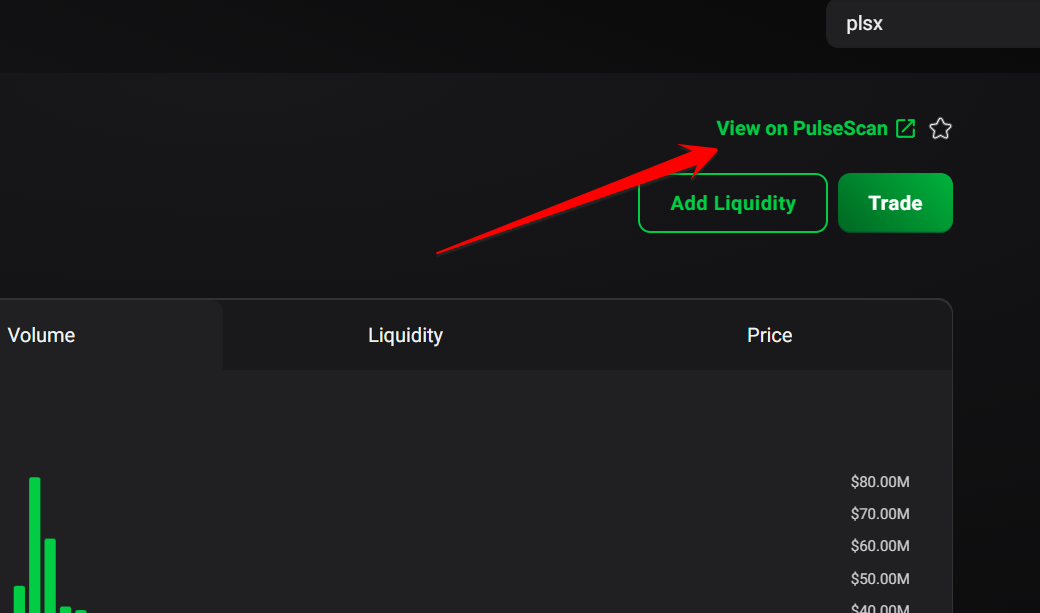 plsx
View on PulseScan
Add Liquidity
Trade
Volume
Liquidity
Price
$80.00M
$70.00M
$60.00M
$50.00M
$40.00M